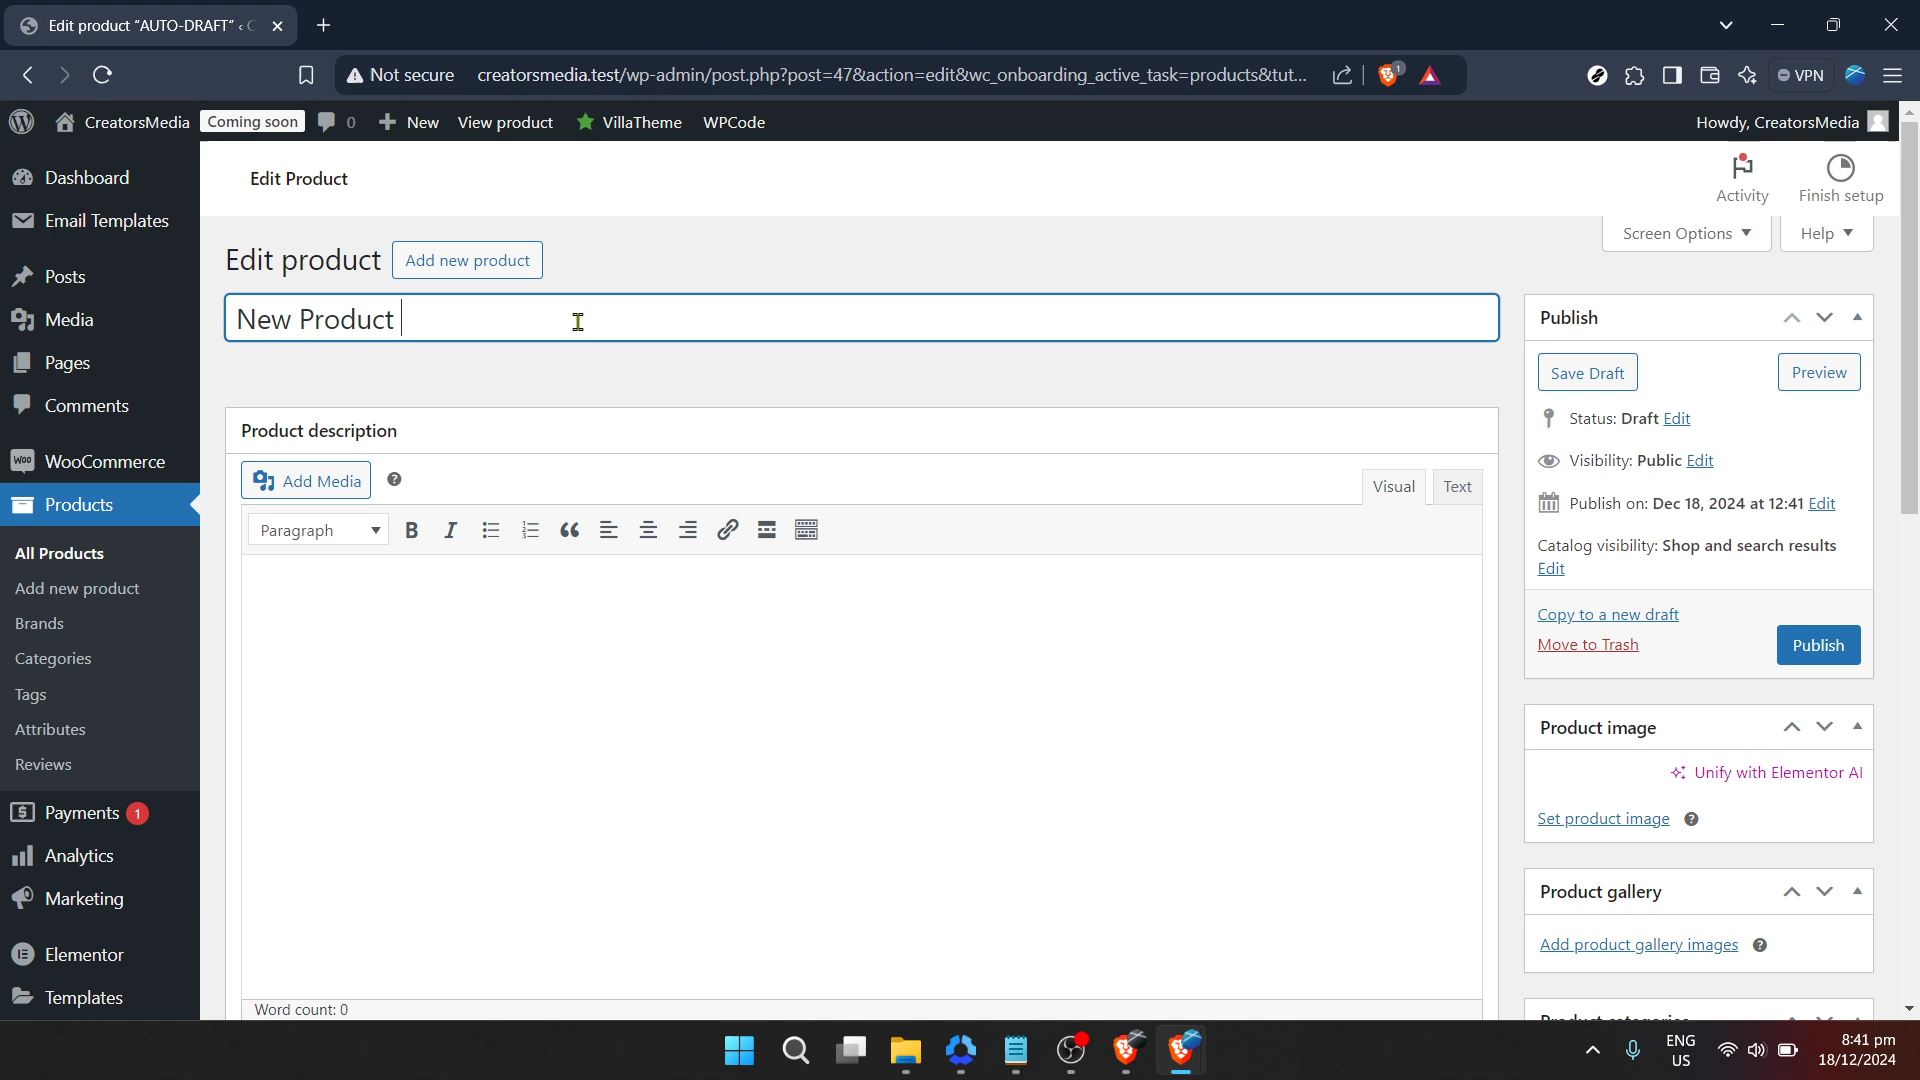 Edit product “AUTO-DRAFT” ‹ C
Not secure creatorsmedia.test/wp-admin/post.php?post=47&action=edit&wc_onboarding_active_task=products&tut...
1
VPN
CreatorsMedia Coming soon 0 New View product VillaTheme WPCode Howdy, CreatorsMedia
Dashboard
Email Templates
Posts
Media
Pages
Comments
Woo WooCommerce
Products
All Products
Add new product
Brands
Categories
Tags
Attributes
Reviews
Payments 1
Analytics
Marketing
Elementor
Templates
Edit Product
Activity
Finish setup
Screen Options
Help
Edit product Add new product
New Product
Product description
Add Media
Visual Text
Paragraph
Word count: 0
Publish
Save Draft Preview
Status: Draft Edit
Visibility: Public Edit
Publish on: Dec 18, 2024 at 12:41 Edit
Catalog visibility: Shop and search results
Edit
Copy to a new draft
Move to Trash
Publish
Product image
Unify with Elementor AI
Set product image
Product gallery
Add product gallery images
Product categories
ENG
US
8:41 pm
18/12/2024